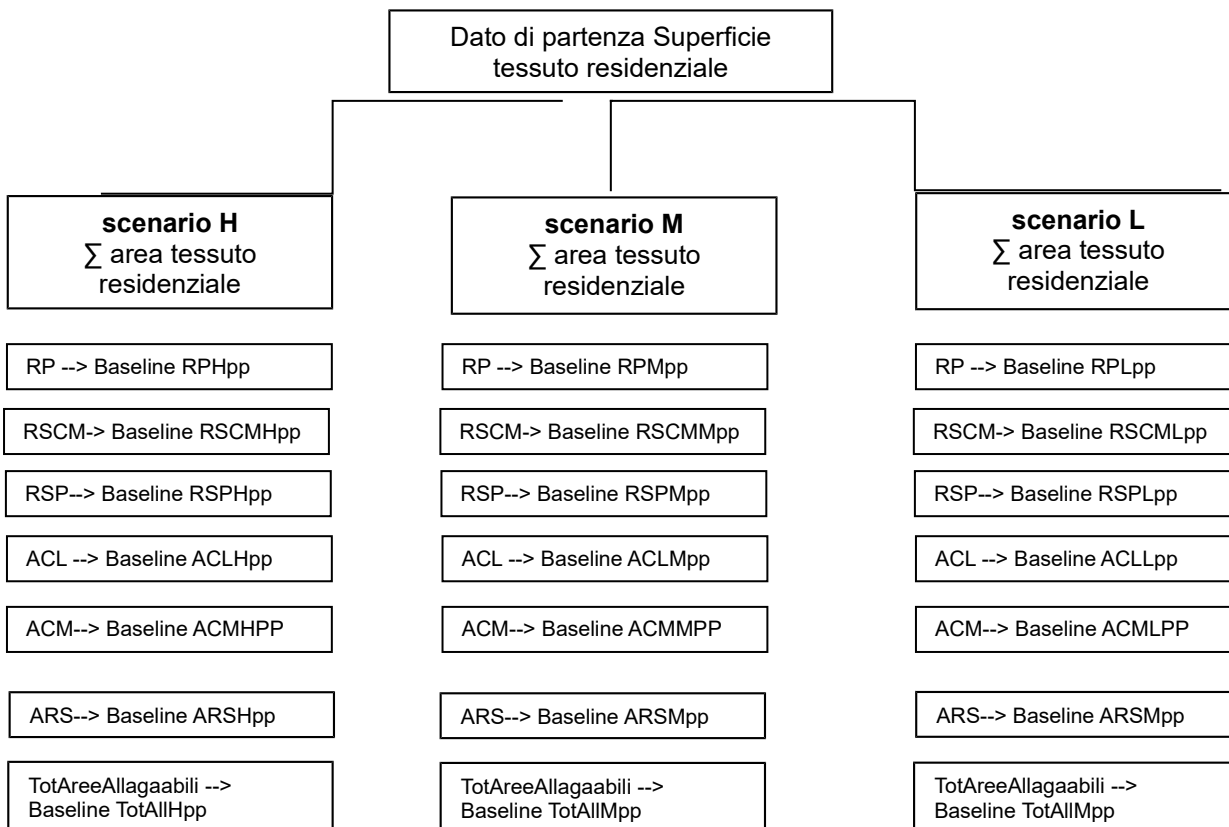 Dato di partenza Superficie
tessuto residenziale
scenario H
∑ area tessuto
residenziale
scenario M
∑ area tessuto
residenziale
scenario L
∑ area tessuto
residenziale
RP --> Baseline RPHpp
RP --> Baseline RPMpp
RP --> Baseline RPLpp
RSCM-> Baseline RSCMHpp
RSCM-> Baseline RSCMMpp
RSCM-> Baseline RSCMLpp
RSP--> Baseline RSPHpp
RSP--> Baseline RSPMpp
RSP--> Baseline RSPLpp
ACL --> Baseline ACLHpp
ACL --> Baseline ACLMpp
ACL --> Baseline ACLLpp
ACM--> Baseline ACMHPP
ACM--> Baseline ACMMPP
ACM--> Baseline ACMLPP
ARS--> Baseline ARSHpp
ARS--> Baseline ARSMpp
ARS--> Baseline ARSMpp
TotAreeAllagaabili -->
Baseline TotAllHpp
TotAreeAllagaabili -->
Baseline TotAllMpp
TotAreeAllagaabili -->
Baseline TotAllMpp